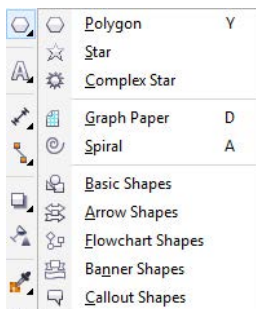 Polygon Y
Star
Complex Star
Graph Paper D
Spiral A
Basic Shapes
Arrow Shapes
Flowchart Shapes
Banner Shapes
Callout Shapes